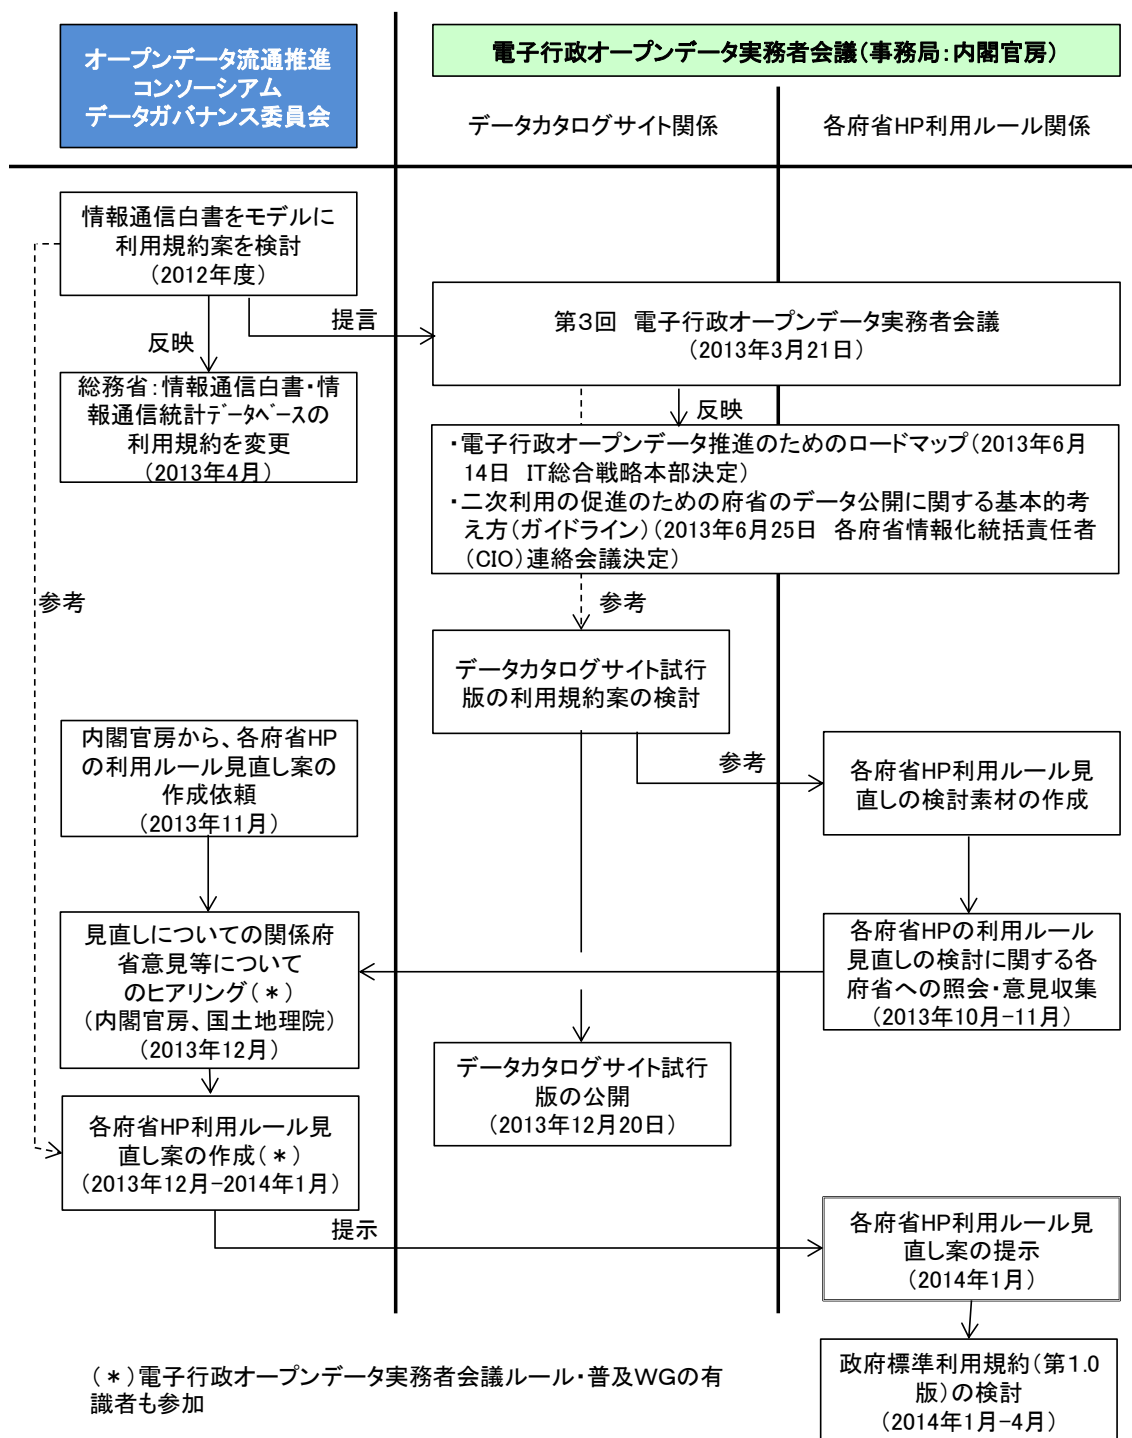 オープンデータ流通推進
コンソーシアム
データガバナンス委員会
電子行政オープンデータ実務者会議(事務局:内閣官房)
データカタログサイト関係
各府省HP利用ルール関係
情報通信白書をモデルに
利用規約案を検討
(2012年度)
提言
第3回 電子行政オープンデータ実務者会議
(2013年3月21日)
反映
総務省:情報通信白書・情
報通信統計データベースの
利用規約を変更
(2013年4月)
反映
・電子行政オープンデータ推進のためのロードマップ(2013年6月
14日 IT総合戦略本部決定)
・二次利用の促進のための府省のデータ公開に関する基本的考
え方(ガイドライン)(2013年6月25日 各府省情報化統括責任者
(CIO)連絡会議決定)
参考
参考
データカタログサイト試行
版の利用規約案の検討
内閣官房から、各府省HP
の利用ルール見直し案の
作成依頼
(2013年11月)
参考
各府省HP利用ルール見
直しの検討素材の作成
見直しについての関係府
省意見等について
のヒアリング(*)
(内閣官房、国土地理院)
(2013年12月)
各府省HPの利用ルール
見直しの検討に関する各
府省への照会・意見収集
(2013年10月-11月)
データカタログサイト試行
版の公開
(2013年12月20日)
各府省HP利用ルール見
直し案の作成(*)
(2013年12月-2014年1月)
提示
各府省HP利用ルール見
直し案の提示
(2014年1月)
政府標準利用規約(第1.0
版)の検討
(2014年1月-4月)
(*)電子行政オープンデータ実務者会議ルール・普及WGの有
識者も参加